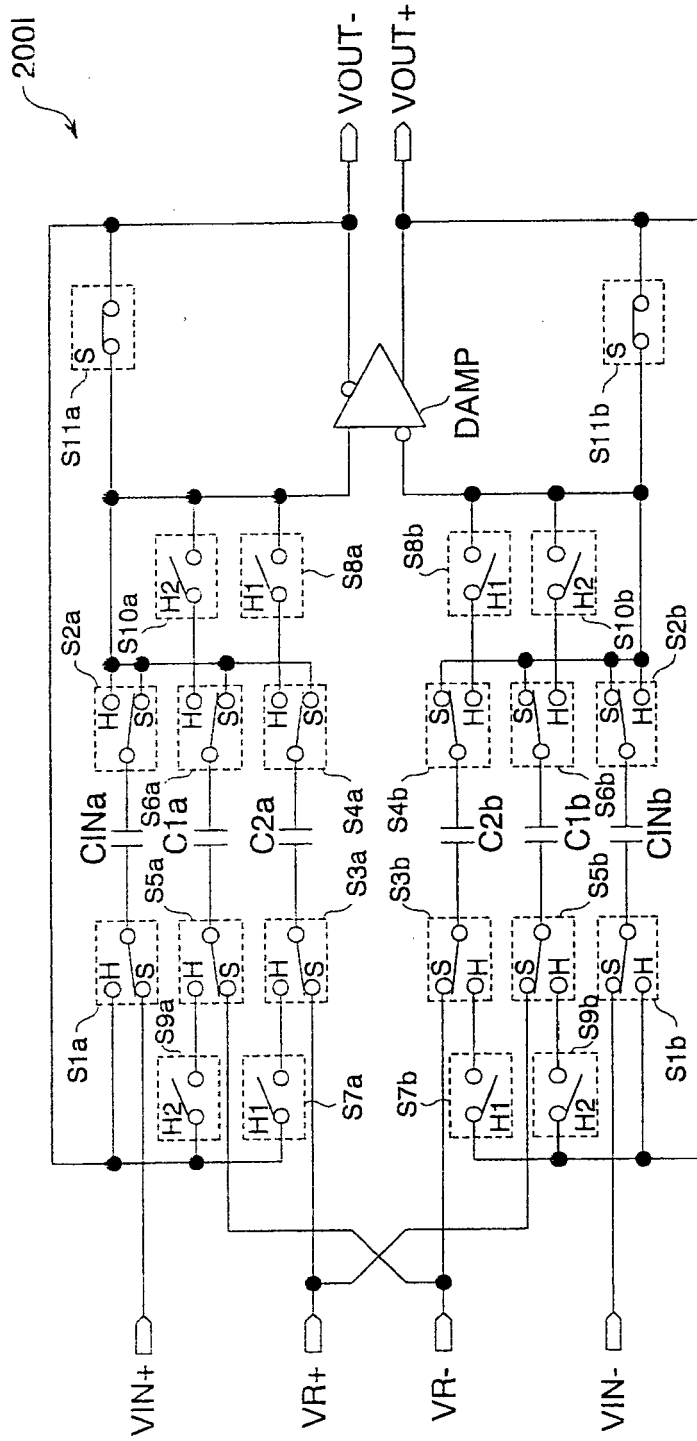 200I
VIN+
VR+
VR-
VIN-
VOUT-
VOUT+
DAMP
S11a
S
S2a
H
S
CINa
S1a
H
S
S10a
H2
S6a
H
S
C1a
S5a
H
S
S9a
H2
S8a
H1
S4a
H
S
C2a
S3a
H
S
S7a
H1
S8b
H1
S4b
S
H
C2b
S3b
S
H
S7b
H1
S10b
H2
S6b
S
H
C1b
S5b
S
H
S9b
H2
S2b
S
H
CINb
S1b
S
H
S11b
S